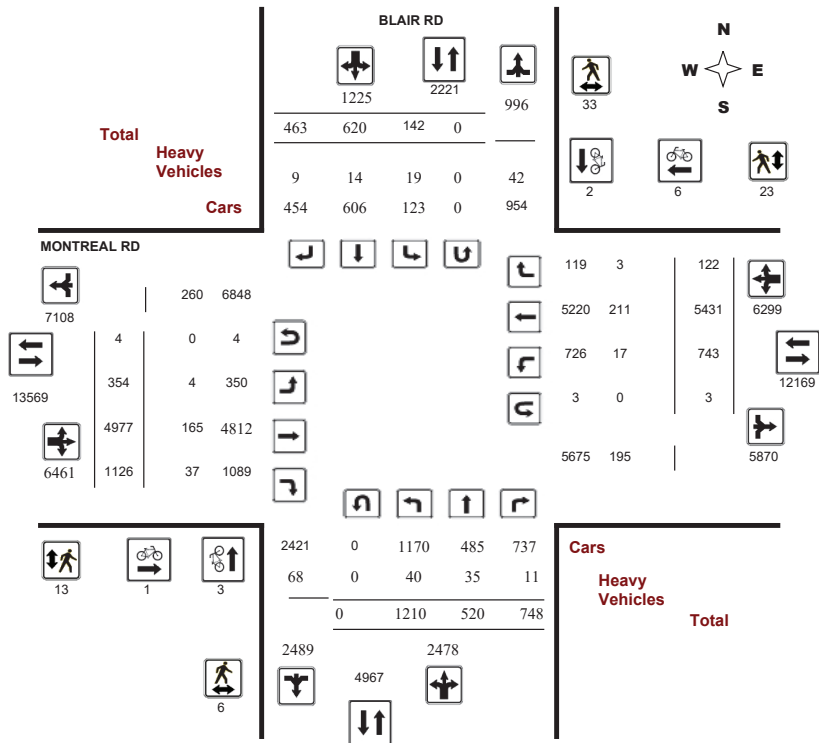 BLAIR RD
N
W E
S
1225
2221
996
33
463 620 142 0
Total
Heavy
Vehicles
9 14 19 0 42
2 6 23
Cars
454 606 123 0 954
MONTREAL RD
119 3 122
260 6848
7108
5220 211 5431 6299
4 0 4
726 17 743
12169
354 4 350
13569
3 0 3
4977 165 4812
5675 195 5870
6461 1126 37 1089
2421 0 1170 485 737
Cars
68 0 40 35 11
Heavy
Vehicles
13 1 3
0 1210 520 748
Total
2489 2478
4967
6